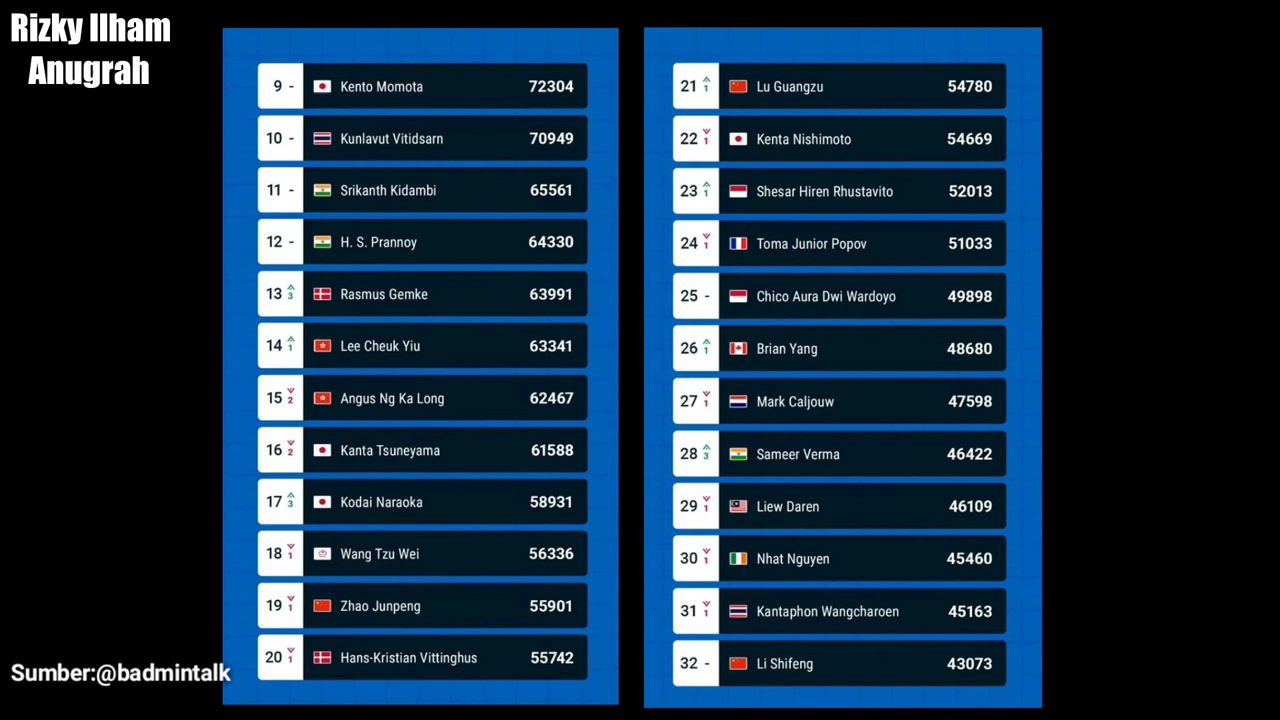 Rizky Ilham
Anugrah
9 - Kento Momota 72304
10 - Kunlavut Vitidsarn 70949
11 - Srikanth Kidambi 65561
12 - H. S. Prannoy 64330
13 3 Rasmus Gemke 63991
14 1 Lee Cheuk Yiu 63341
15 2 Angus Ng Ka Long 62467
16 2 Kanta Tsuneyama 61588
17 3 Kodai Naraoka 58931
18 1 Wang Tzu Wei 56336
19 1 Zhao Junpeng 55901
20 1 Hans-Kristian Vittinghus 55742
21 1 Lu Guangzu 54780
22 1 Kenta Nishimoto 54669
23 1 Shesar Hiren Rhustavito 52013
24 1 Toma Junior Popov 51033
25 - Chico Aura Dwi Wardoyo 49898
26 1 Brian Yang 48680
27 1 Mark Caljouw 47598
28 3 Sameer Verma 46422
29 1 Liew Daren 46109
30 1 Nhat Nguyen 45460
31 1 Kantaphon Wangcharoen 45163
32 - Li Shifeng 43073
Sumber:@badmintalk